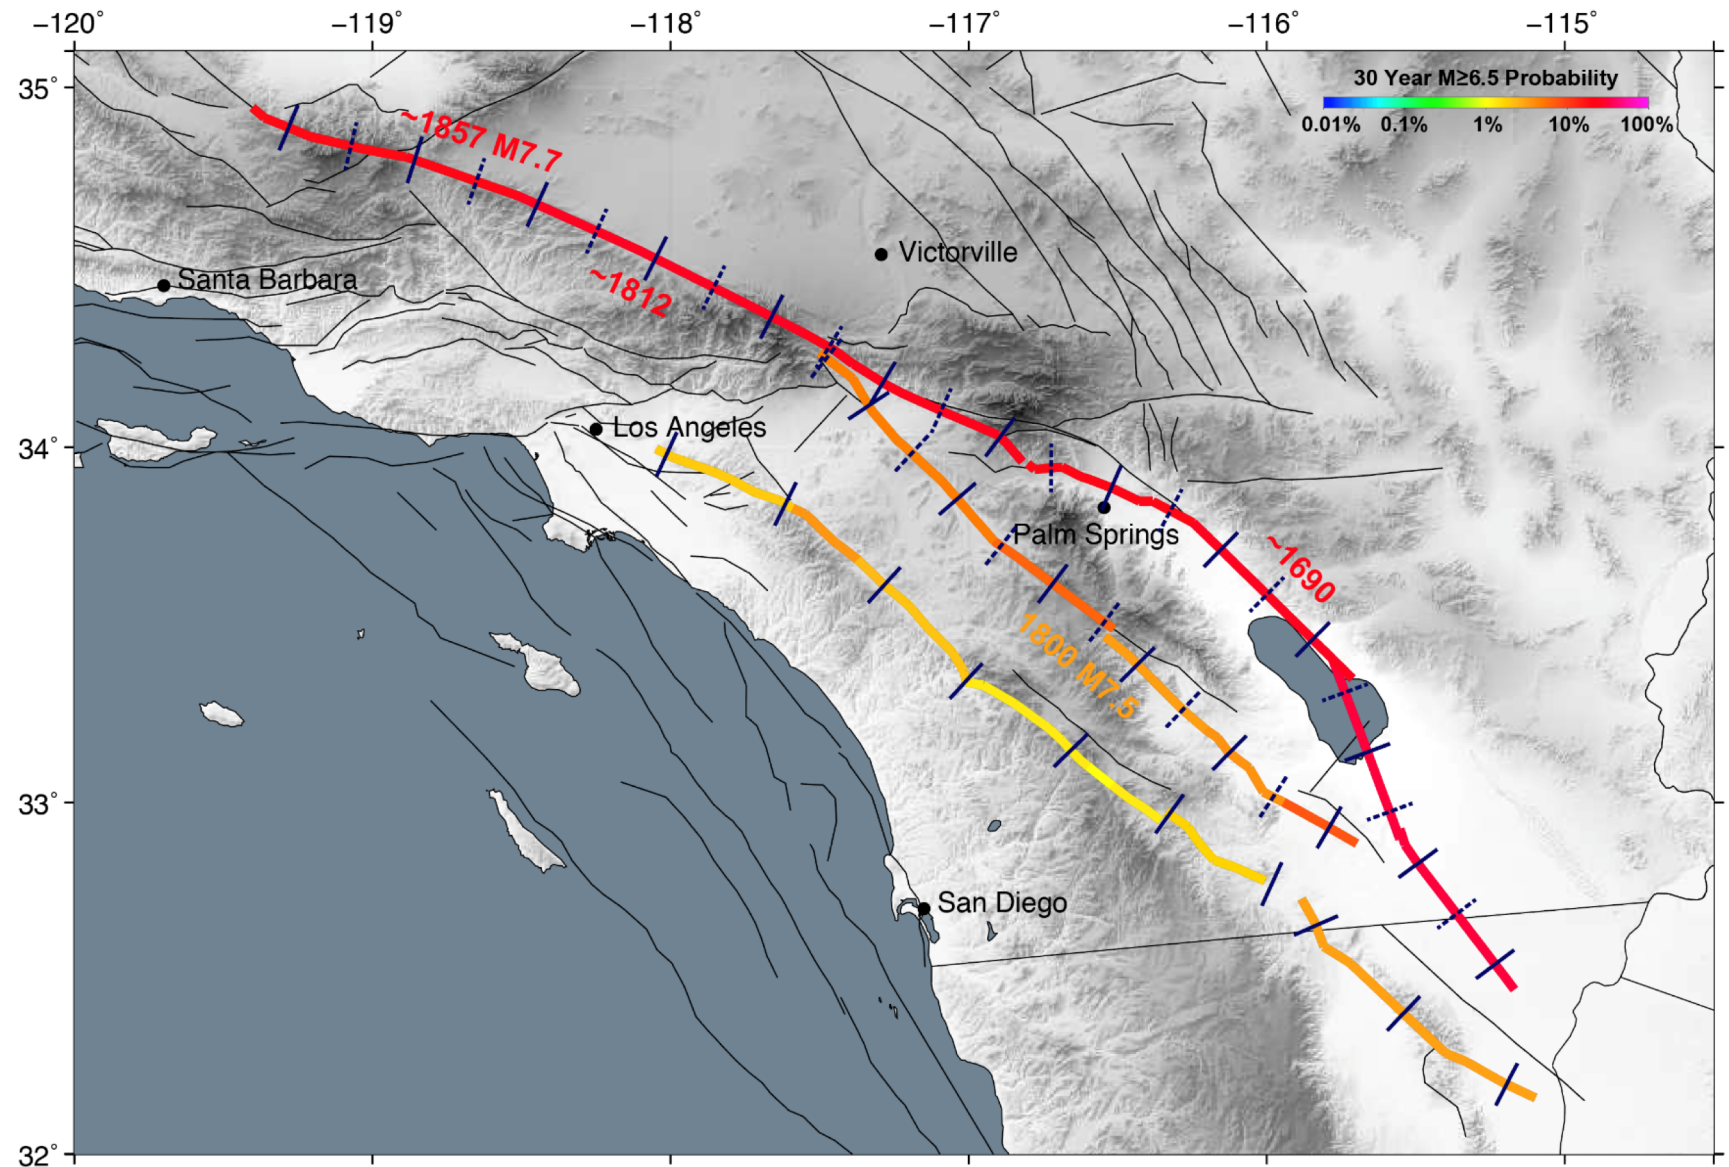 −120° −119° −118° −117° −116° −115°
35°
30 Year M≥6.5 Probability
0.01% 0.1% 1% 10% 100%
~1857 M7.7
Victorville
Santa Barbara
~1812
34°
Los Angeles
Palm Springs
~1690
1800 M7.5
33°
San Diego
32°